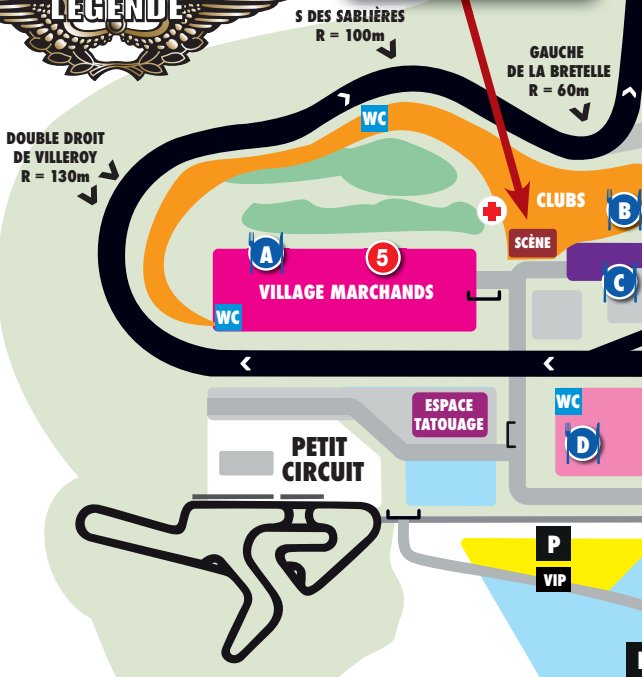 LEGENDE
S DES SABLIÈRES
R = 100m
GAUCHE
DE LA BRETELLE
R = 60m
DOUBLE DROIT
DE VILLEROY
R = 130m
WC
CLUBS
B
SCÈNE
A
5
C
VILLAGE MARCHANDS
WC
ESPACE
TATOUAGE
WC
D
PETIT
CIRCUIT
P
VIP